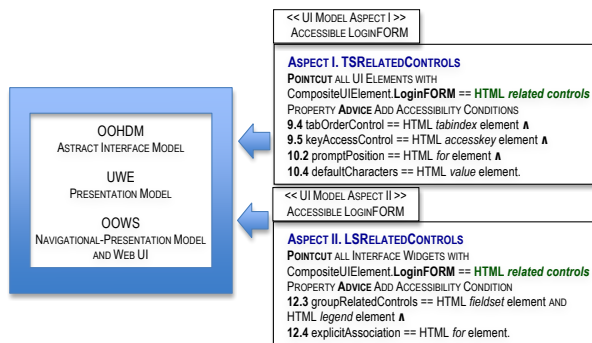 << UI MODEL ASPECT I >>
ACCESSIBLE LOGINFORM
ASPECT I. TSRELATEDCONTROLS
POINTCUT ALL UI ELEMENTS WITH
CompositeUIElement.LoginFORM == HTML related controls
PROPERTY ADVICE ADD ACCESSIBILITY CONDITIONS
9.4 tabOrderControl == HTML tabindex element ∧
9.5 keyAccessControl == HTML accesskey element ∧
10.2 promptPosition == HTML for element ∧
10.4 defaultCharacters == HTML value element.
OOHDM
ASTRACT INTERFACE MODEL
UWE
PRESENTATION MODEL
OOWS
NAVIGATIONAL-PRESENTATION MODEL
AND WEB UI
<< UI MODEL ASPECT II >>
ACCESSIBLE LOGINFORM
ASPECT II. LSRELATEDCONTROLS
POINTCUT ALL INTERFACE WIDGETS WITH
CompositeUIElement.LoginFORM == HTML related controls
PROPERTY ADVICE ADD ACCESSIBILITY CONDITION
12.3 groupRelatedControls == HTML fieldset element AND
HTML legend element ∧
12.4 explicitAssociation == HTML for element.